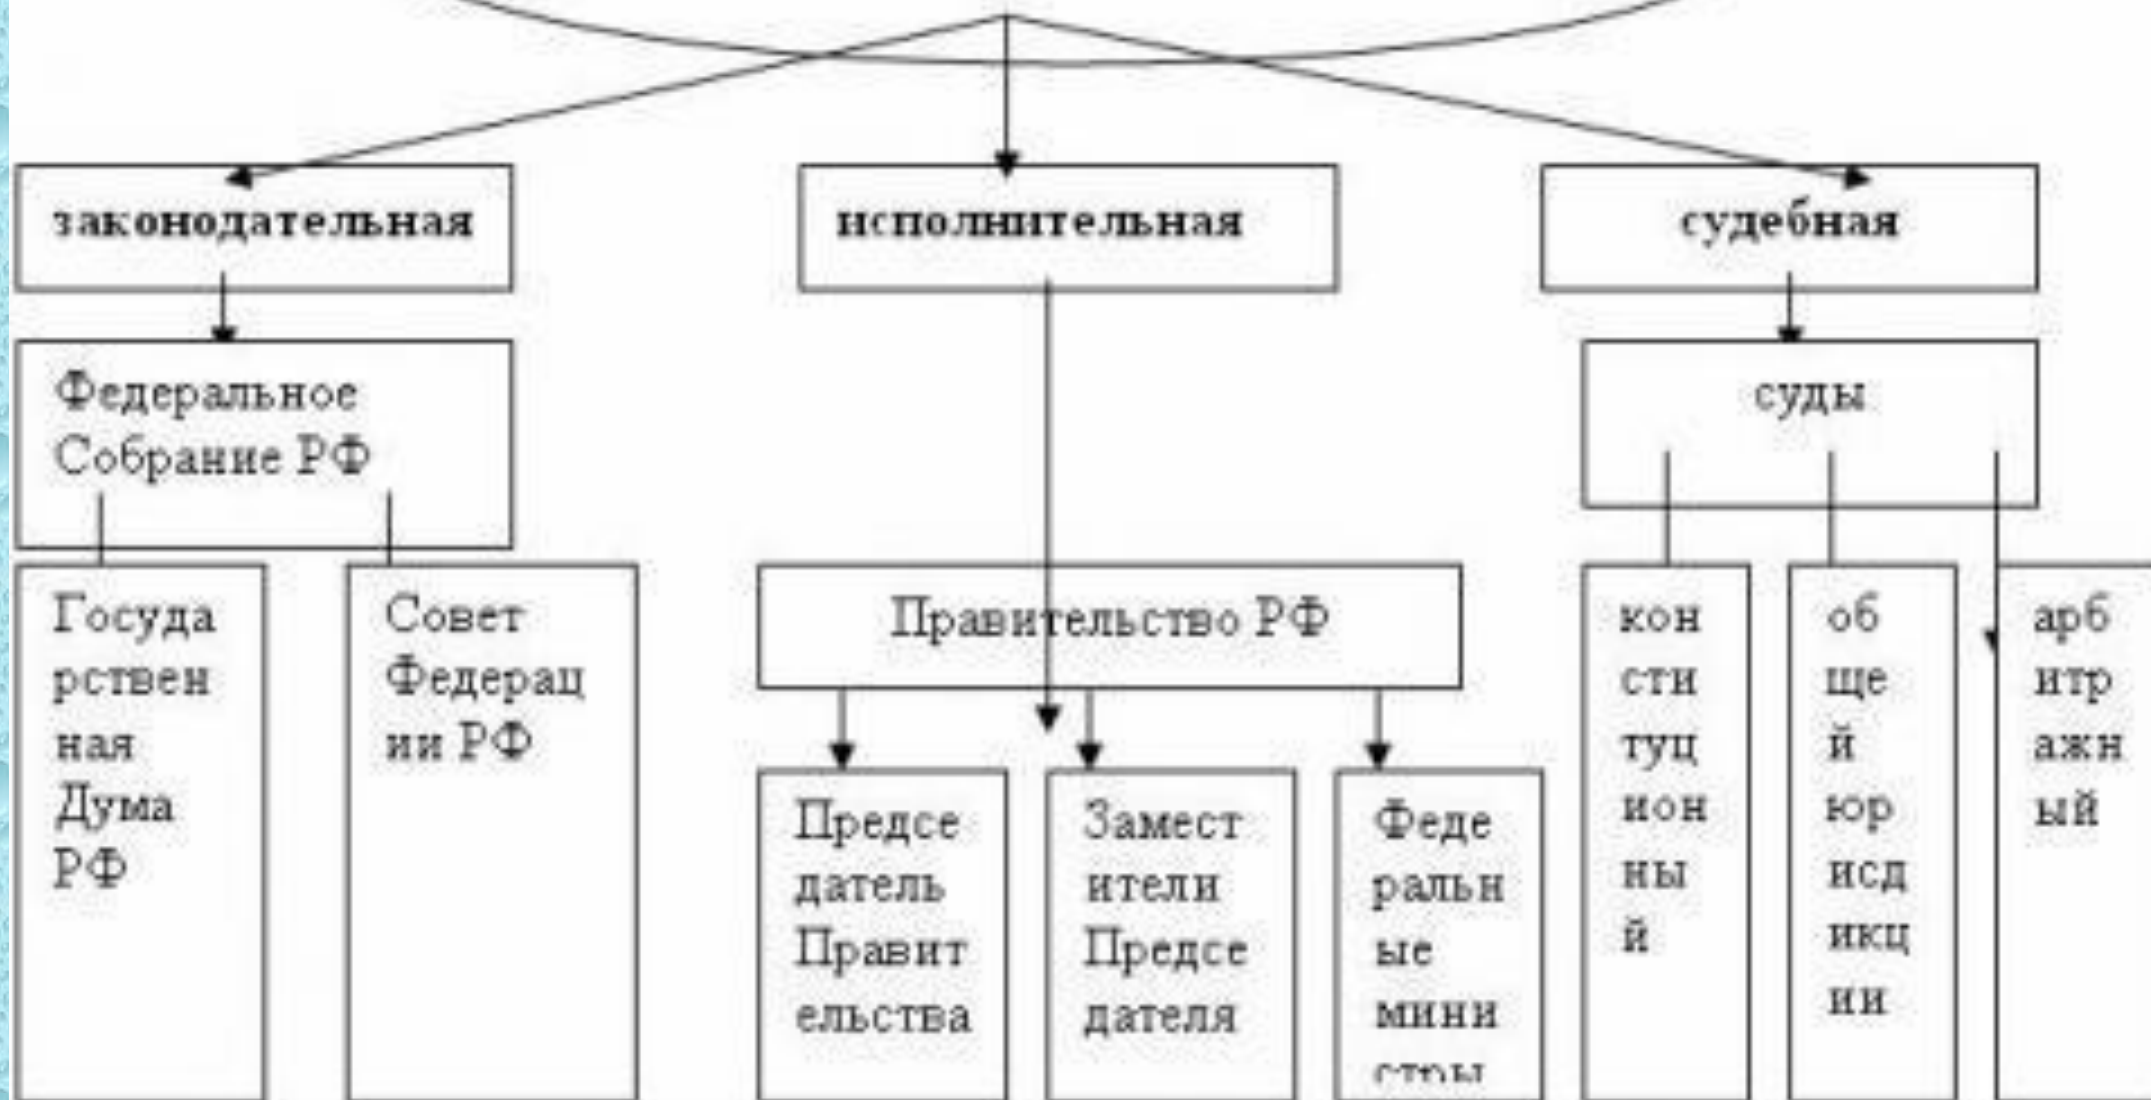 законодательная
исполнительная
судебная
Федеральное
Собрание РФ
суды
Госуда
рствен
ная
Дума
РФ
Совет
Федерац
ии РФ
Правительство РФ
Предсе
датель
Правит
ельства
Замест
ители
Предсе
дателя
Феде
ральн
ые
мини
стры
кон
сти
туц
ион
ны
й
об
ще
й
юр
исд
икц
ии
арб
итр
ажн
ый